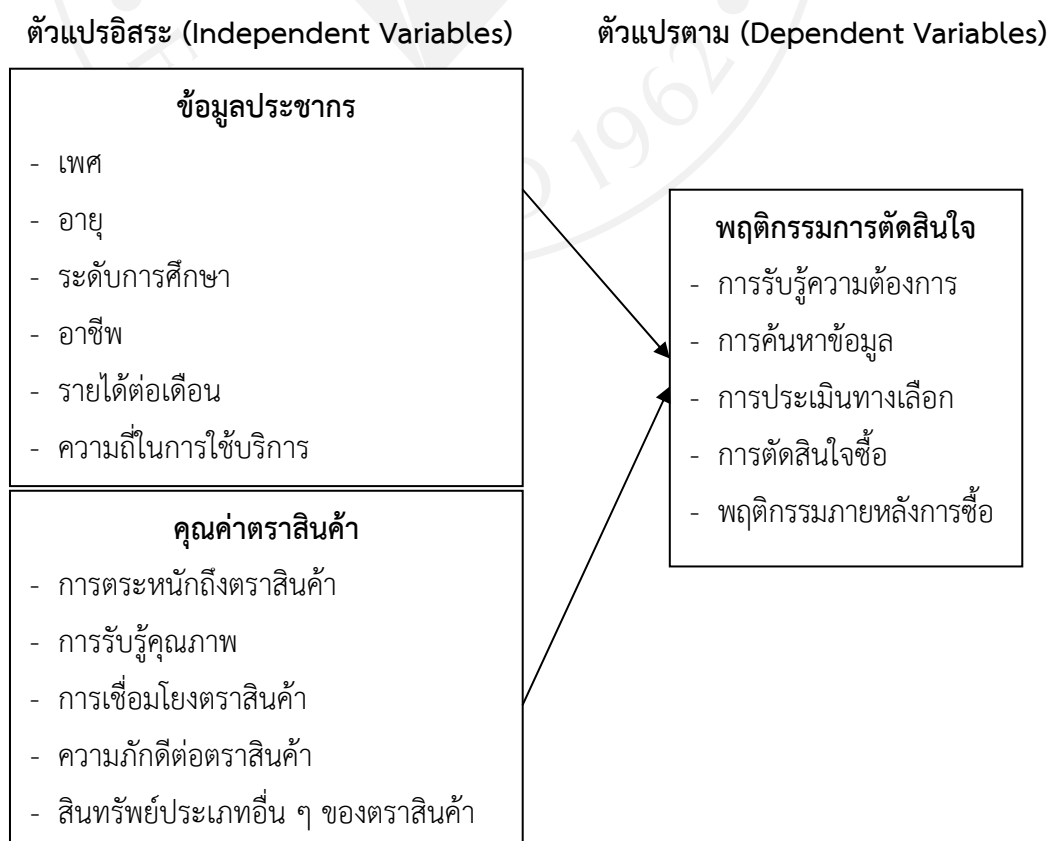 ตัวแปรอิสระ (Independent Variables)
ตัวแปรตาม (Dependent Variables)
ข้อมูลประชากร
- เพศ
- อายุ
- ระดับการศึกษา
- อาชีพ
- รายได้ต่อเดือน
- ความถี่ในการใช้บริการ
คุณค่าตราสินค้า
- การตระหนักถึงตราสินค้า
- การรับรู้คุณภาพ
- การเชื่อมโยงตราสินค้า
- ความภักดีต่อตราสินค้า
- สินทรัพย์ประเภทอื่น ๆ ของตราสินค้า
พฤติกรรมการตัดสินใจ
- การรับรู้ความต้องการ
- การค้นหาข้อมูล
- การประเมินทางเลือก
- การตัดสินใจซื้อ
- พฤติกรรมภายหลังการซื้อ
1962